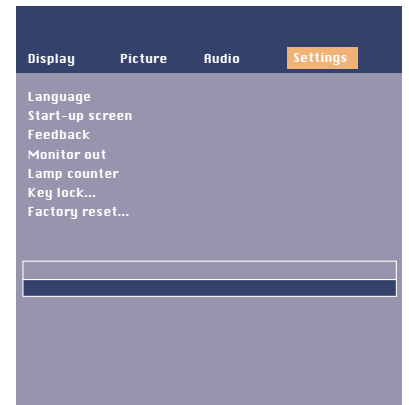 Display Picture Audio Settings
Language
Start-up screen
Feedback
Monitor out
Lamp counter
Key lock...
Factory reset...